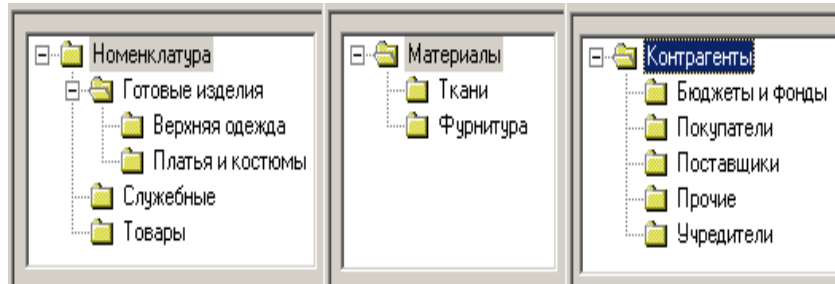 Номенклатура
Готовые изделия
Верхняя одежда
Платья и костюмы
Служебные
Товары
Материалы
Ткани
Фурнитура
Контрагенты
Бюджеты и фонды
Покупатели
Поставщики
Прочие
Учредители